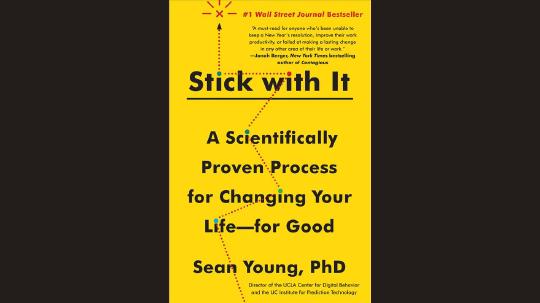 #1 Wall Street Journal Bestseller
"A must-read for anyone who's been unable to
keep a New Year's resolution, improve their work
productivity, or failed at making a lasting change
in any other area of their life or work."
—Jonah Berger, New York Times bestselling
author of Contagious
Stick with It
A Scientifically
Proven Process
for Changing Your
Life—for Good
Sean Young, PhD
Director of the UCLA Center for Digital Behavior
and the UC Institute for Prediction Technology